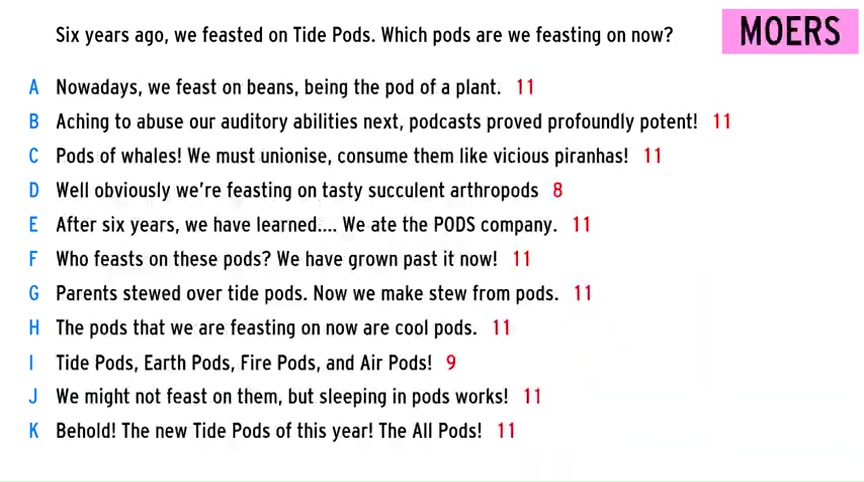 Six years ago, we feasted on Tide Pods. Which pods are we feasting on now?
MOERS
A Nowadays, we feast on beans, being the pod of a plant. 11
B Aching to abuse our auditory abilities next, podcasts proved profoundly potent! 11
C Pods of whales! We must unionise, consume them like vicious piranhas! 11
D Well obviously we're feasting on tasty succulent arthropods 8
E After six years, we have learned.... We ate the PODS company. 11
F Who feasts on these pods? We have grown past it now! 11
G Parents stewed over tide pods. Now we make stew from pods. 11
H The pods that we are feasting on now are cool pods. 11
I Tide Pods, Earth Pods, Fire Pods, and Air Pods! 9
J We might not feast on them, but sleeping in pods works! 11
K Behold! The new Tide Pods of this year! The All Pods! 11